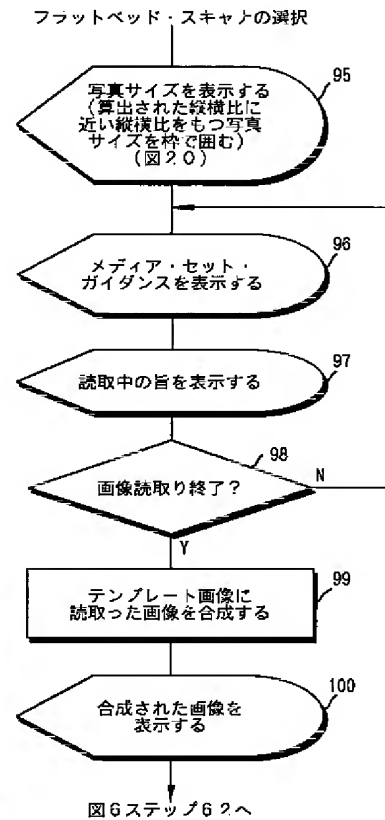 フラットベッド・スキャナの選択
95
写真サイズを表示する
(算出された縦横比に
近い縦横比をもつ写真
サイズを枠で囲む)
(図20)
96
メディア・セット・
ガイダンスを表示する
97
読取中の旨を表示する
98
画像読取り終了?
N
Y
99
テンプレート画像に
読取った画像を合成する
100
合成された画像を
表示する
図6ステップ62へ